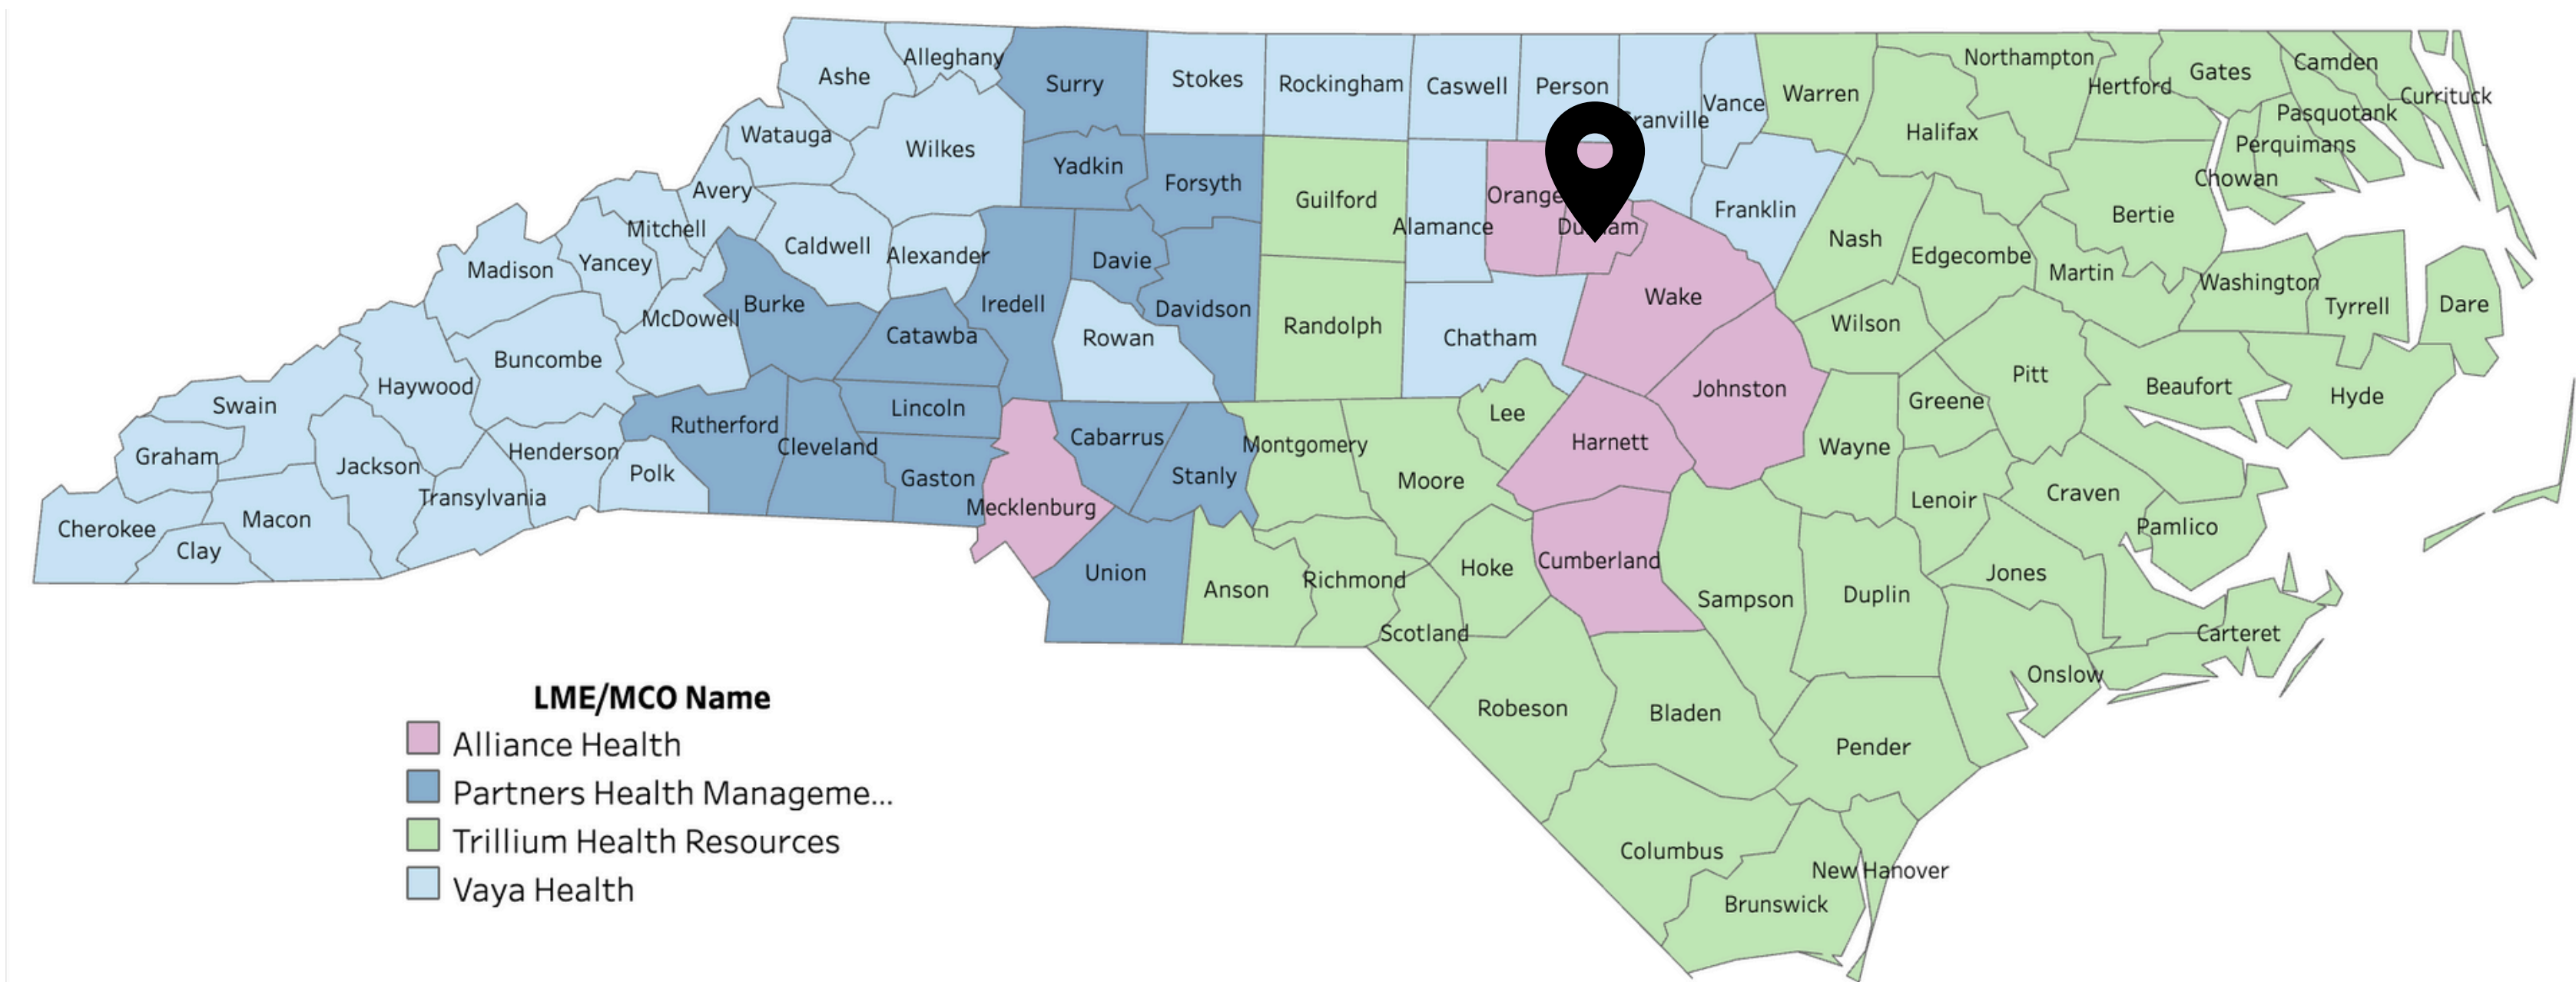 Alleghany
Ashe
Surry
Stokes
Rockingham
Caswell
Person
Vance
Warren
Northampton
Hertford
Gates
Camden
Currituck
Pasquotank
Perquimans
Chowan
Halifax
Watauga
Wilkes
Yadkin
Forsyth
Guilford
Alamance
Orange
Franklin
Nash
Edgecombe
Bertie
Martin
Washington
Tyrrell
Dare
Avery
Mitchell
Yancey
Madison
Caldwell
Alexander
Davie
Iredell
Davidson
Randolph
Chatham
Wake
Wilson
Burke
McDowell
Buncombe
Catawba
Rowan
Johnston
Pitt
Greene
Beaufort
Hyde
Haywood
Swain
Graham
Jackson
Henderson
Transylvania
Polk
Rutherford
Cleveland
Lincoln
Gaston
Mecklenburg
Cabarrus
Stanly
Montgomery
Moore
Lee
Harnett
Wayne
Lenoir
Craven
Pamlico
Cherokee
Clay
Macon
Union
Anson
Richmond
Scotland
Hoke
Cumberland
Sampson
Duplin
Jones
Onslow
Carteret
Robeson
Bladen
Pender
Columbus
Brunswick
New Hanover
LME/MCO Name
Alliance Health
Partners Health Manageme...
Trillium Health Resources
Vaya Health